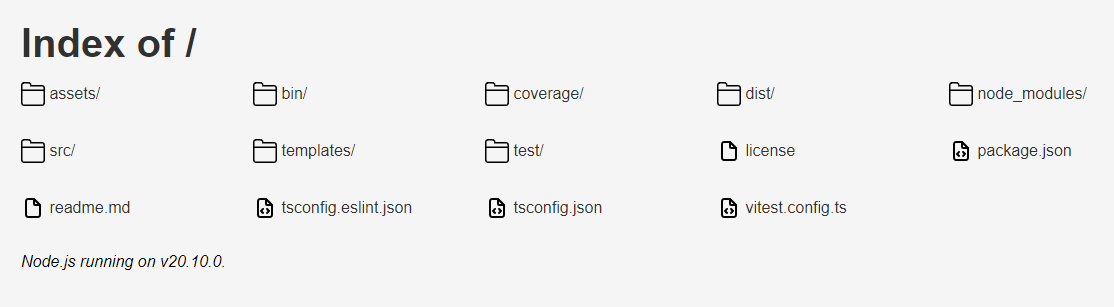 Index of /
assets/ bin/ coverage/ dist/ node_modules/
src/ templates/ test/ license package.json
readme.md tsconfig.eslint.json tsconfig.json vitest.config.ts
Node.js running on v20.10.0.